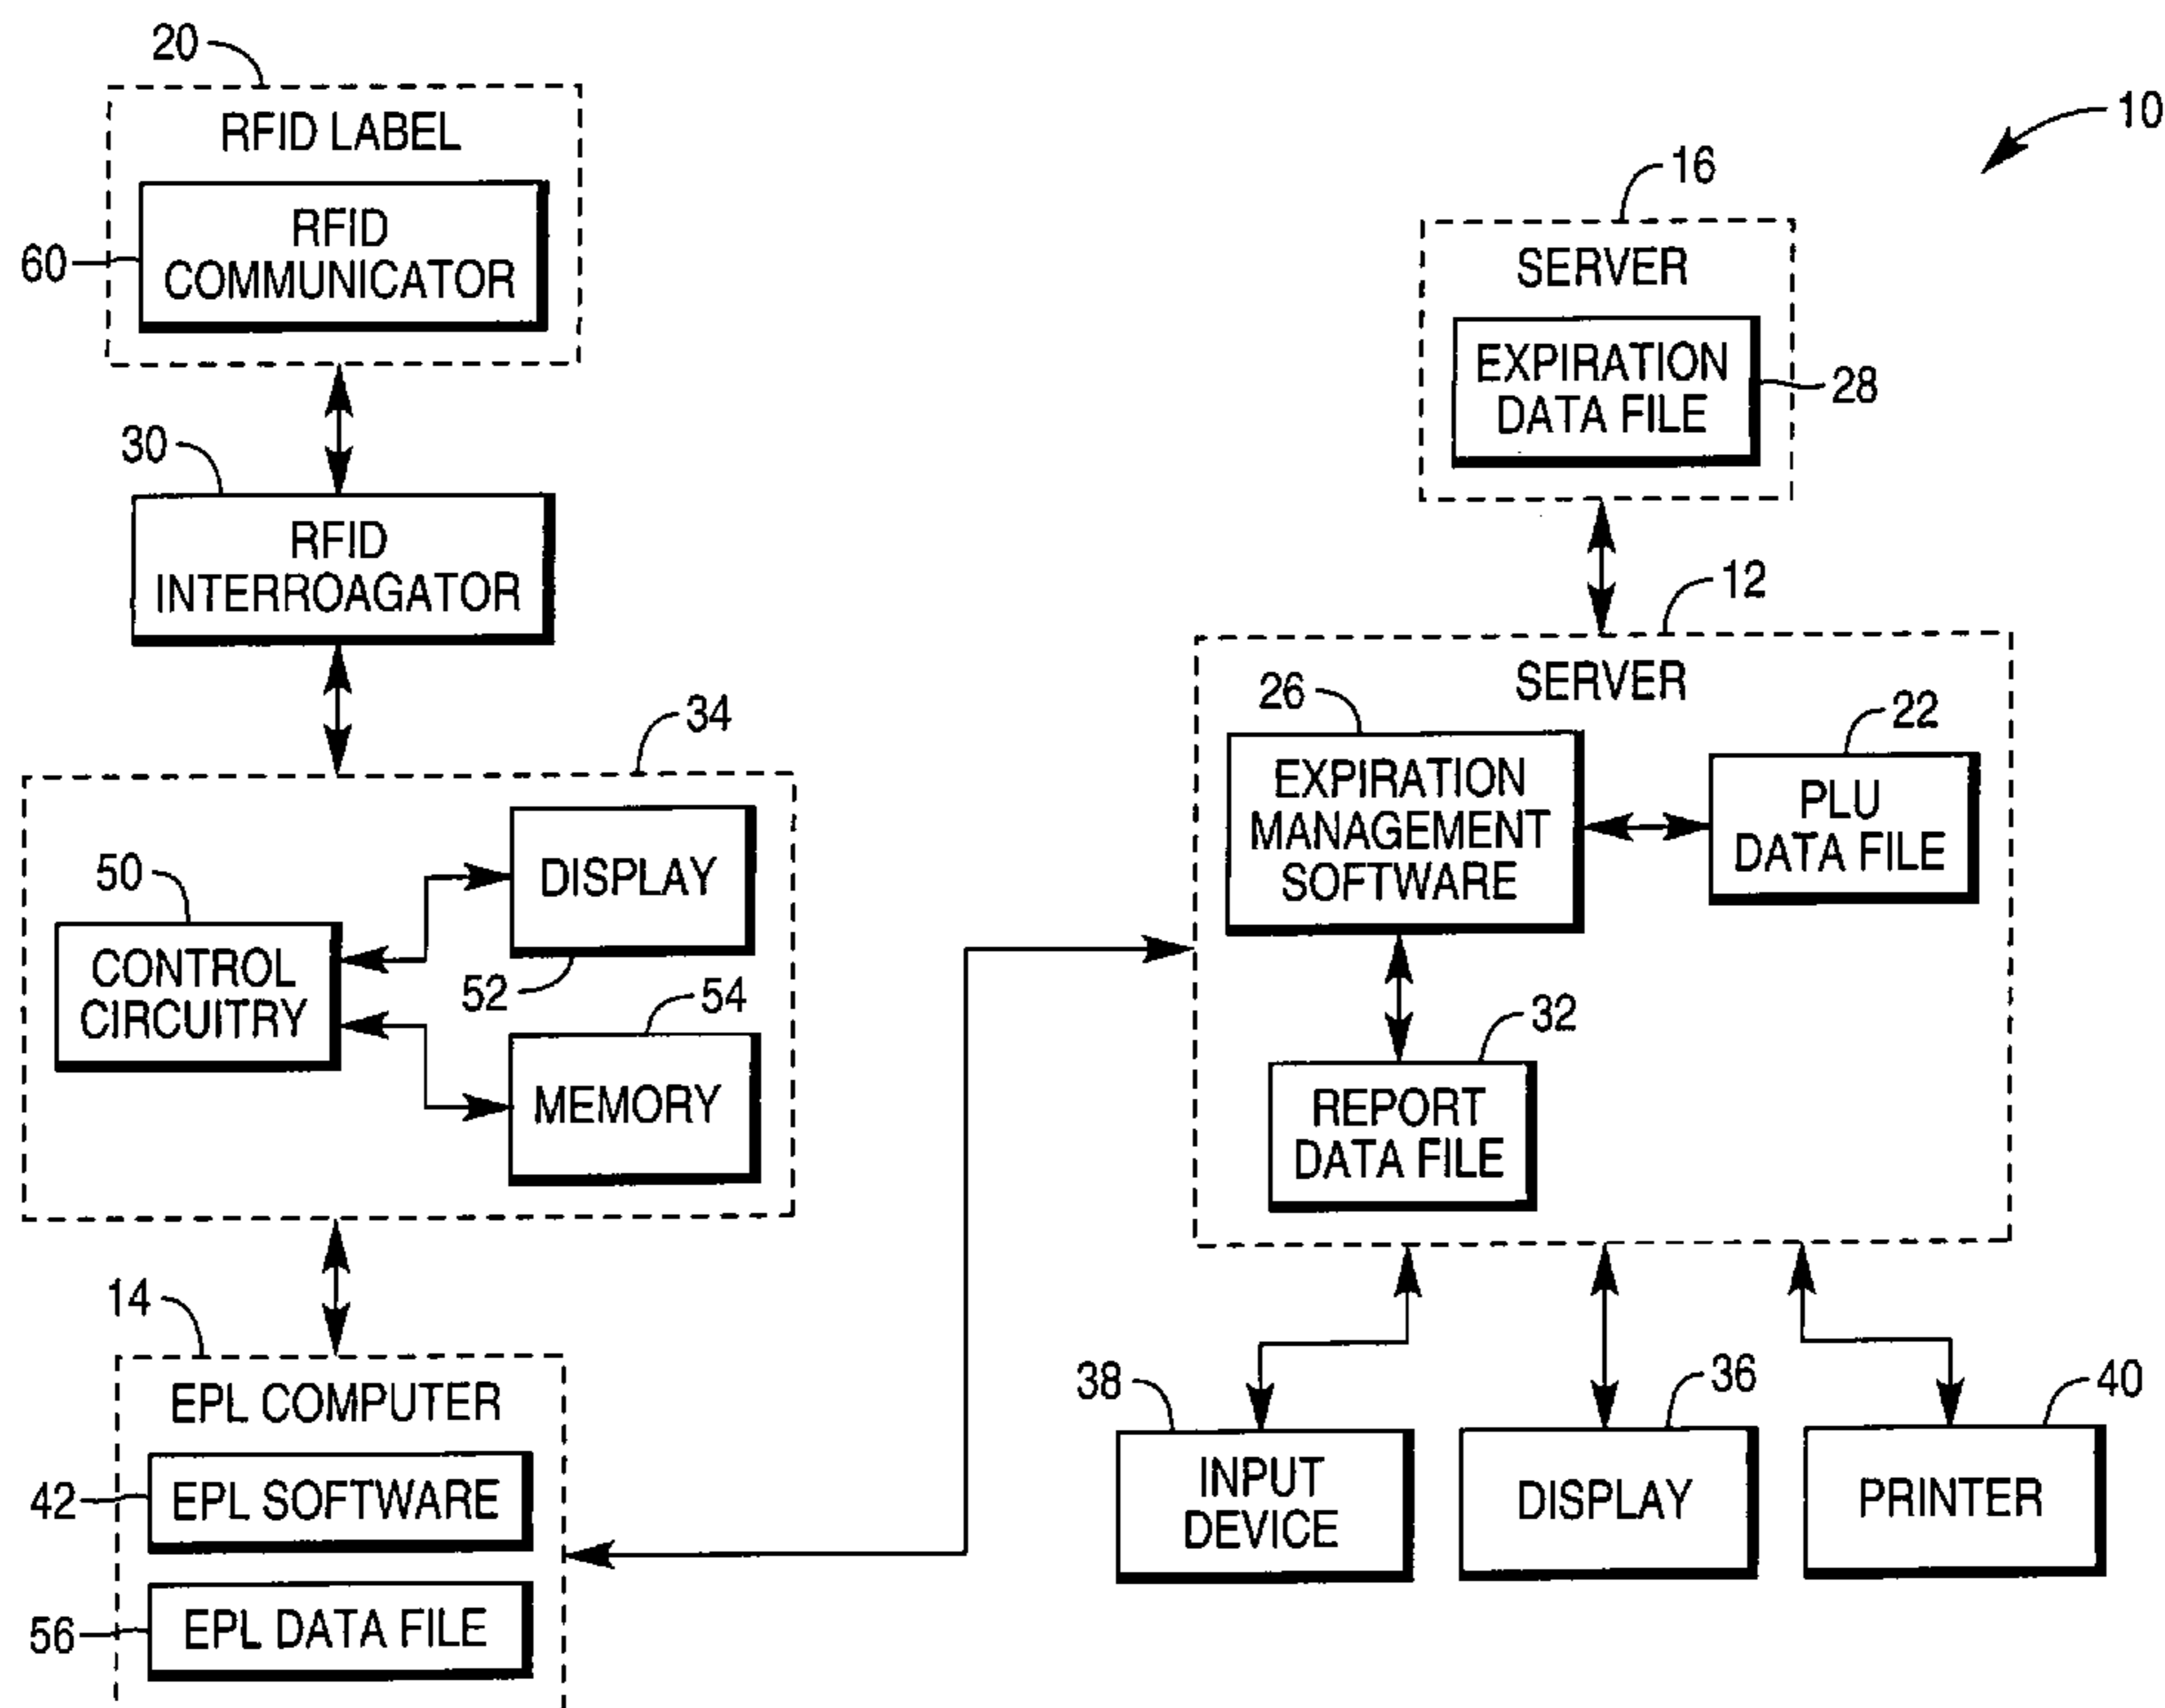 20
RFID LABEL
RFID
COMMUNICATOR
60
30
RFID
INTERROAGATOR
34
50
CONTROL
CIRCUITRY
DISPLAY
52
54
MEMORY
14
EPL COMPUTER
42
EPL SOFTWARE
56
EPL DATA FILE
10
16
SERVER
EXPIRATION
DATA FILE
28
12
SERVER
26
EXPIRATION
MANAGEMENT
SOFTWARE
22
PLU
DATA FILE
32
REPORT
DATA FILE
38
INPUT
DEVICE
36
DISPLAY
40
PRINTER